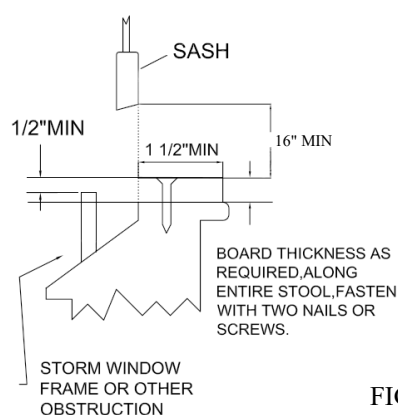 SASH
1/2"MIN
1 1/2"MIN
16" MIN
BOARD THICKNESS AS
REQUIRED,ALONG
ENTIRE STOOL,FASTEN
WITH TWO NAILS OR
SCREWS.
STORM WINDOW
FRAME OR OTHER
OBSTRUCTION
FIG